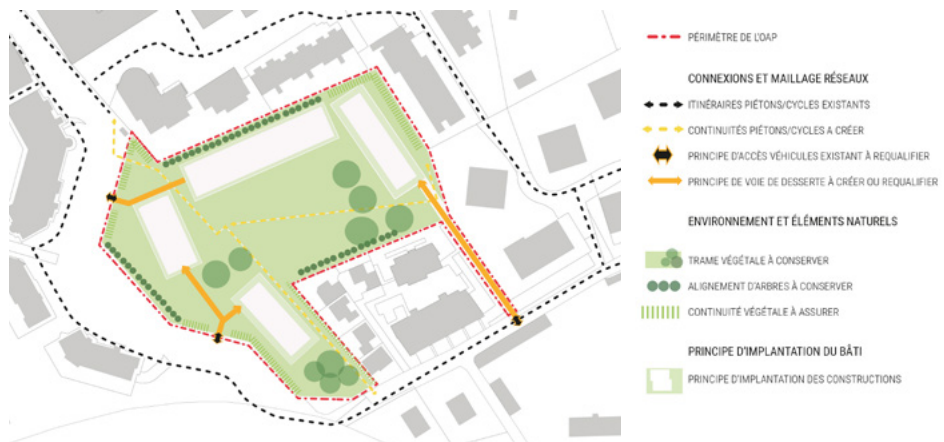 PÉRIMÈTRE DE L'OAP
CONNEXIONS ET MAILLAGE RÉSEAUX
ITINÉRAIRES PIÉTONS/CYCLES EXISTANTS
CONTINUITÉS PIÉTONS/CYCLES A CRÉER
PRINCIPE D'ACCÈS VÉHICULES EXISTANT À REQUALIFIER
PRINCIPE DE VOIE DE DESSERTE À CRÉER OU REQUALIFIER
ENVIRONNEMENT ET ÉLÉMENTS NATURELS
TRAME VÉGÉTALE À CONSERVER
ALIGNEMENT D'ARBRES À CONSERVER
CONTINUITÉ VÉGÉTALE À ASSURER
PRINCIPE D'IMPLANTATION DU BÂTI
PRINCIPE D'IMPLANTATION DES CONSTRUCTIONS